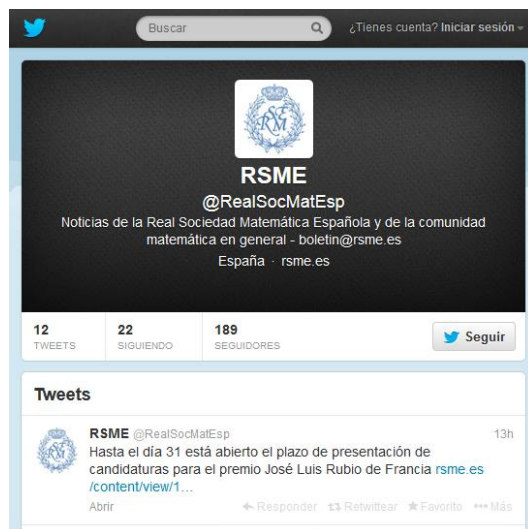 Buscar
¿Tienes cuenta? Iniciar sesión
RSME
@RealSocMatEsp
Noticias de la Real Sociedad Matemática Española y de la comunidad
matemática en general - boletin@rsme.es
España · rsme.es
12 22 189
TWEETS SIGUIENDO SEGUIDORES
Seguir
Tweets
RSME @RealSocMatEsp 13h
Hasta el día 31 está abierto el plazo de presentación de
candidaturas para el premio José Luis Rubio de Francia rsme.es
/content/view/1...
Abrir Responder Retwittear Favorito Más